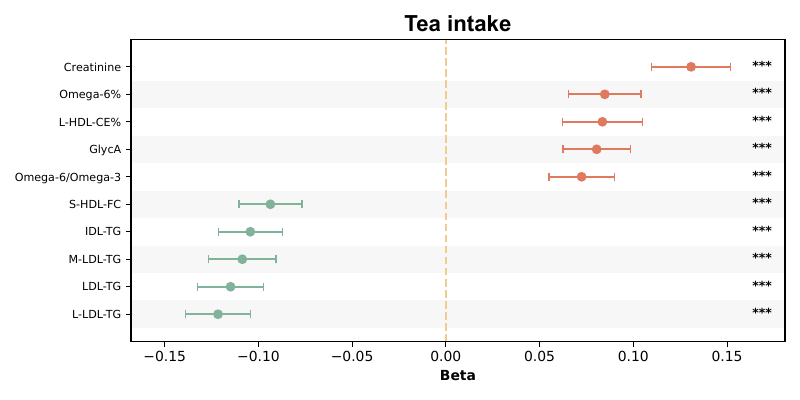 Tea intake
Creatinine ***
Omega-6% ***
L-HDL-CE% ***
GlycA ***
Omega-6/Omega-3 ***
S-HDL-FC ***
IDL-TG ***
M-LDL-TG ***
LDL-TG ***
L-LDL-TG ***
−0.15 −0.10 −0.05 0.00 0.05 0.10 0.15
Beta